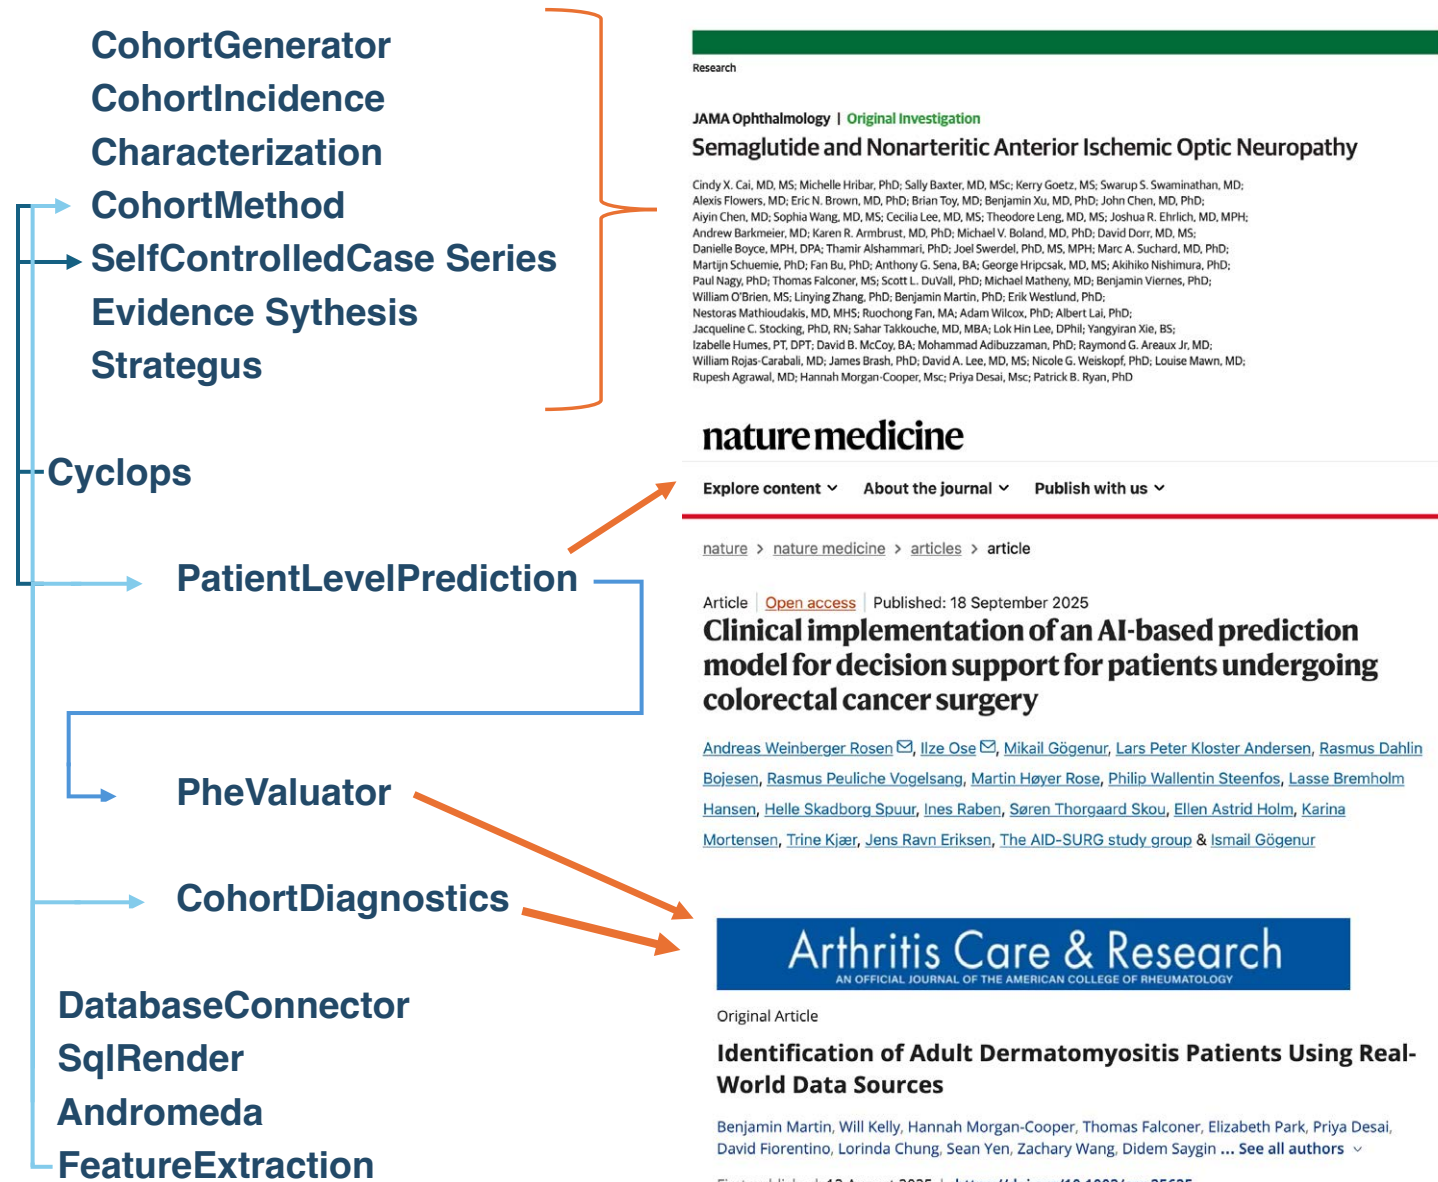 CohortGenerator
CohortIncidence
Characterization
CohortMethod
SelfControlledCase Series
Evidence Sythesis
Strategus
Cyclops
PatientLevelPrediction
PheValuator
CohortDiagnostics
DatabaseConnector
SqlRender
Andromeda
FeatureExtraction
Research
JAMA Ophthalmology | Original Investigation
Semaglutide and Nonarteritic Anterior Ischemic Optic Neuropathy
Cindy X. Cai, MD, MS; Michelle Hribar, PhD; Sally Baxter, MD, MSc; Kerry Goetz, MS; Swarup S. Swaminathan, MD;
Alexis Flowers, MD; Eric N. Brown, MD, PhD; Brian Toy, MD; Benjamin Xu, MD, PhD; John Chen, MD, PhD;
Aiyin Chen, MD; Sophia Wang, MD, MS; Cecilia Lee, MD, MS; Theodore Leng, MD, MS; Joshua R. Ehrlich, MD, MPH;
Andrew Barkmeier, MD; Karen R. Armbrust, MD, PhD; Michael V. Boland, MD, PhD; David Dorr, MD, MS;
Danielle Boyce, MPH, DPA; Thamir Alshammari, PhD; Joel Swerdel, PhD, MS, MPH; Marc A. Suchard, MD, PhD;
Martijn Schuemie, PhD; Fan Bu, PhD; Anthony G. Sena, BA; George Hripcsak, MD, MS; Akihiko Nishimura, PhD;
Paul Nagy, PhD; Thomas Falconer, MS; Scott L. DuVall, PhD; Michael Matheny, MD; Benjamin Viernes, PhD;
William O'Brien, MS; Linying Zhang, PhD; Benjamin Martin, PhD; Erik Westlund, PhD;
Nestoras Mathioudakis, MD, MHS; Ruochong Fan, MA; Adam Wilcox, PhD; Albert Lai, PhD;
Jacqueline C. Stocking, PhD, RN; Sahar Takkouche, MD, MBA; Lok Hin Lee, DPhil; Yangyiran Xie, BS;
Izabelle Humes, PT, DPT; David B. McCoy, BA; Mohammad Adibuzzaman, PhD; Raymond G. Areaux Jr, MD;
William Rojas-Carabali, MD; James Brash, PhD; David A. Lee, MD, MS; Nicole G. Weiskopf, PhD; Louise Mawn, MD;
Rupesh Agrawal, MD; Hannah Morgan-Cooper, Msc; Priya Desai, Msc; Patrick B. Ryan, PhD
nature medicine
Explore content About the journal Publish with us
nature > nature medicine > articles > article
Article | Open access | Published: 18 September 2025
Clinical implementation of an AI-based prediction
model for decision support for patients undergoing
colorectal cancer surgery
Andreas Weinberger Rosen, Ilze Ose, Mikail Gögenur, Lars Peter Kloster Andersen, Rasmus Dahlin
Bojesen, Rasmus Peuliche Vogelsang, Martin Høyer Rose, Philip Wallentin Steenfos, Lasse Bremholm
Hansen, Helle Skadborg Spuur, Ines Raben, Søren Thorgaard Skou, Ellen Astrid Holm, Karina
Mortensen, Trine Kjær, Jens Ravn Eriksen, The AID-SURG study group & Ismail Gögenur
Arthritis Care & Research
AN OFFICIAL JOURNAL OF THE AMERICAN COLLEGE OF RHEUMATOLOGY
Original Article
Identification of Adult Dermatomyositis Patients Using Real-
World Data Sources
Benjamin Martin, Will Kelly, Hannah Morgan-Cooper, Thomas Falconer, Elizabeth Park, Priya Desai,
David Fiorentino, Lorinda Chung, Sean Yen, Zachary Wang, Didem Saygin ... See all authors